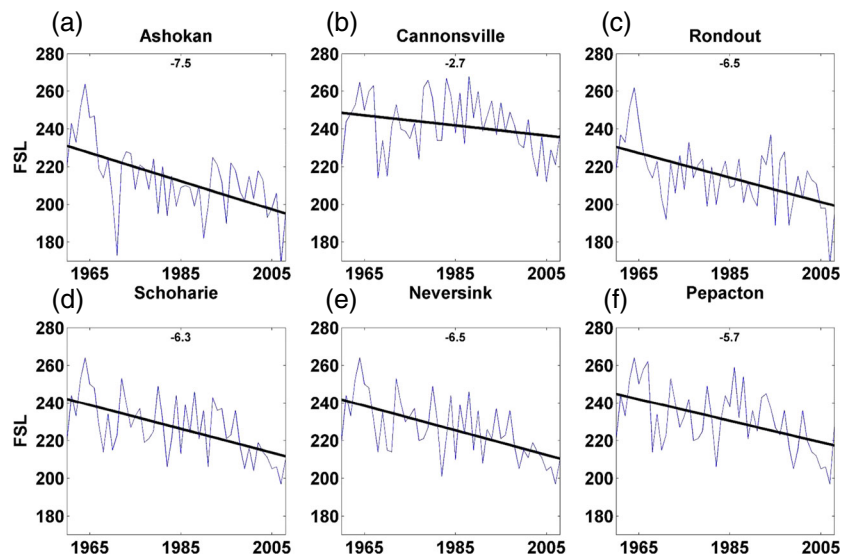 (a) (b) (c)
Ashokan Cannonsville Rondout
-7.5 -2.7 -6.5
280 280 280
260 260 260
240 240 240
FSL
220 220 220
200 200 200
180 180 180
1965 1985 2005 1965 1985 2005 1965 1985 2005
(d) (e) (f)
Schoharie Neversink Pepacton
-6.3 -6.5 -5.7
280 280 280
260 260 260
240 240 240
FSL
220 220 220
200 200 200
180 180 180
1965 1985 2005 1965 1985 2005 1965 1985 2005